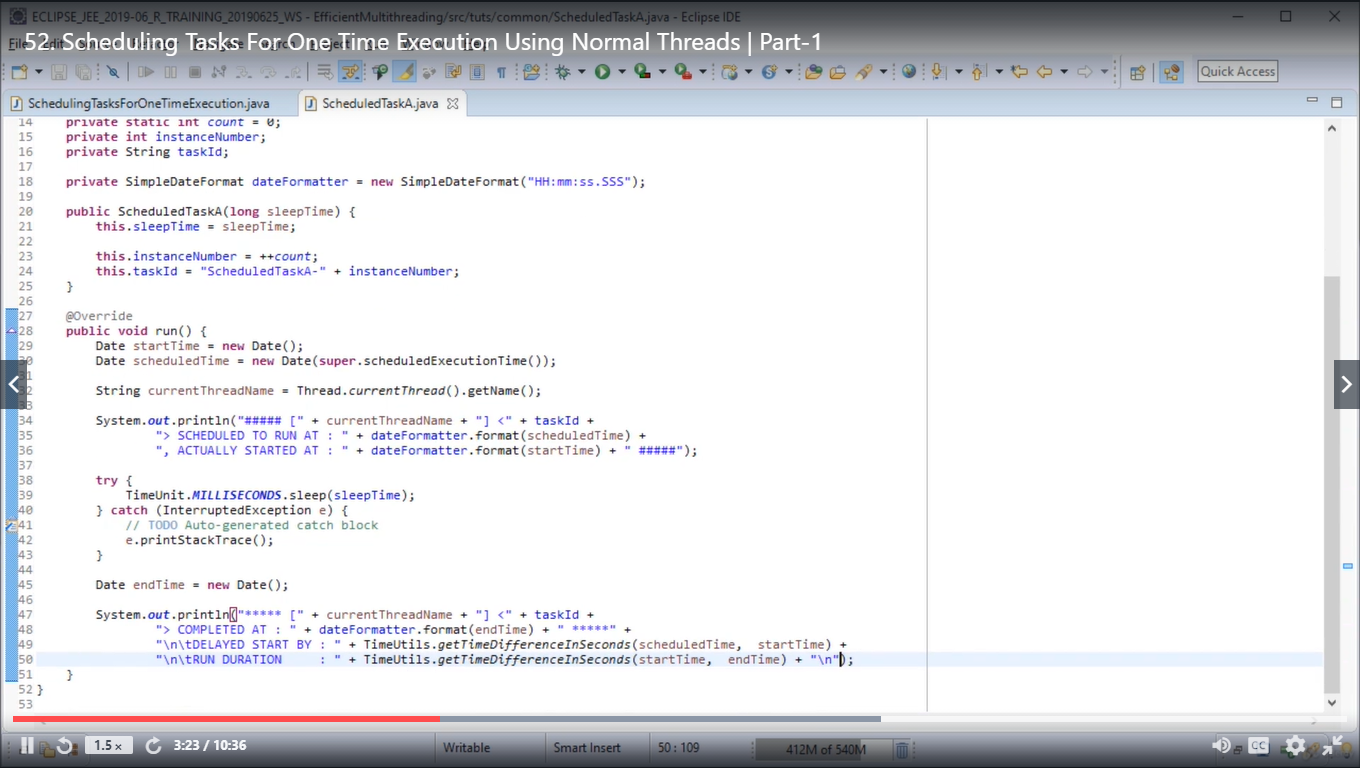 ECLIPSE_JEE_2019-06_R_TRAINING_20190625_WS - EfficientMultithreading/src/tuts/common/ScheduledTaskA.java - Eclipse IDE
52. Scheduling Tasks For One Time Execution Using Normal Threads | Part-1
Quick Access
SchedulingTasksForOneTimeExecution.java
ScheduledTaskA.java
14 private static int count = 0;
15 private int instanceNumber;
16 private String taskId;
17
18 private SimpleDateFormat dateFormatter = new SimpleDateFormat("HH:mm:ss.SSS");
19
20 public ScheduledTaskA(long sleepTime) {
21 this.sleepTime = sleepTime;
22
23 this.instanceNumber = ++count;
24 this.taskId = "ScheduledTaskA-" + instanceNumber;
25 }
26
27 @Override
28 public void run() {
29 Date startTime = new Date();
30 Date scheduledTime = new Date(super.scheduledExecutionTime());
31
32 String currentThreadName = Thread.currentThread().getName();
33
34 System.out.println("##### [" + currentThreadName + "] <" + taskId +
35 "> SCHEDULED TO RUN AT : " + dateFormatter.format(scheduledTime) +
36 ", ACTUALLY STARTED AT : " + dateFormatter.format(startTime) + " #####");
37
38 try {
39 TimeUnit.MILLISECONDS.sleep(sleepTime);
40 } catch (InterruptedException e) {
41 // TODO Auto-generated catch block
42 e.printStackTrace();
43 }
44
45 Date endTime = new Date();
46
47 System.out.println("***** [" + currentThreadName + "] <" + taskId +
48 "> COMPLETED AT : " + dateFormatter.format(endTime) + " *****" +
49 "\n\tDELAYED START BY : " + TimeUtils.getTimeDifferenceInSeconds(scheduledTime, startTime) +
50 "\n\tRUN DURATION : " + TimeUtils.getTimeDifferenceInSeconds(startTime, endTime) + "\n");
51 }
52 }
53
1.5 x
3:23 / 10:36
Writable
Smart Insert
50 : 109
412M of 540M
CC